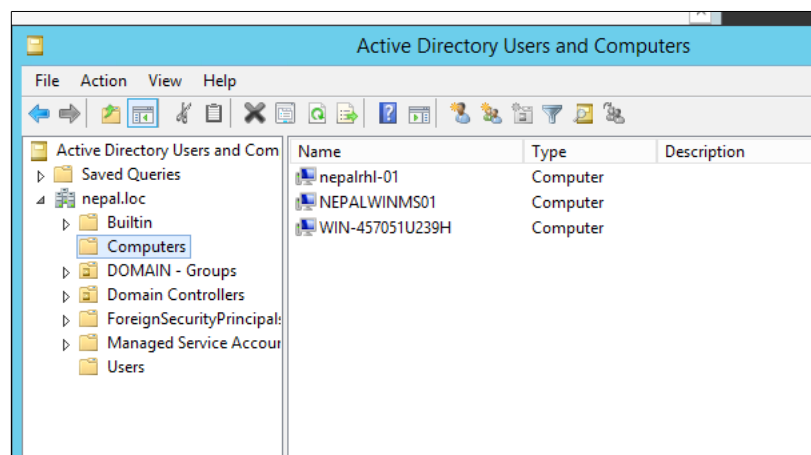 Active Directory Users and Computers
File Action View Help
Active Directory Users and Com
Saved Queries
nepal.loc
Builtin
Computers
DOMAIN - Groups
Domain Controllers
ForeignSecurityPrincipal:
Managed Service Accour
Users
Name Type Description
nepalrhl-01 Computer
NEPALWINMS01 Computer
WIN-457051U239H Computer